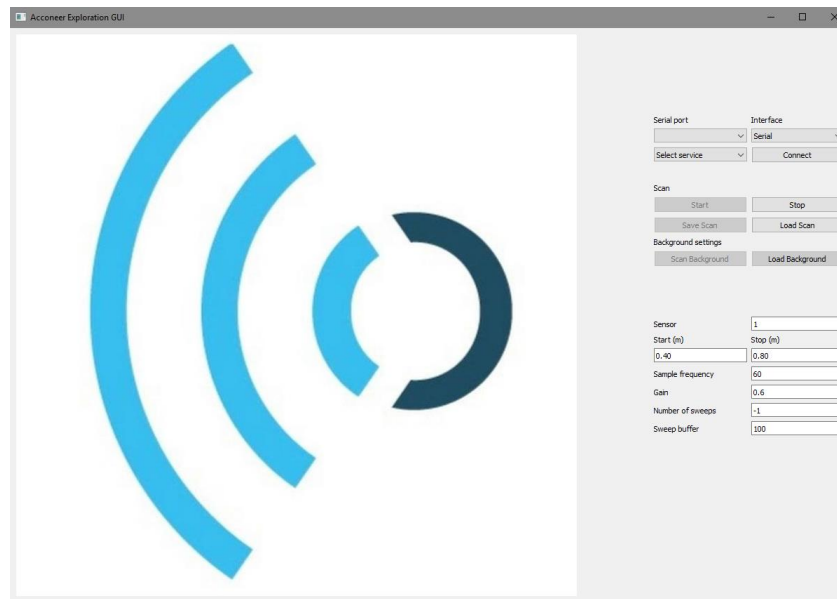 Acconeer Exploration GUI
Serial port Interface
Serial
Select service Connect
Scan
Start Stop
Save Scan Load Scan
Background settings
Scan Background Load Background
Sensor 1
Start (m) Stop (m)
0.40 0.80
Sample frequency 60
Gain 0.6
Number of sweeps -1
Sweep buffer 100